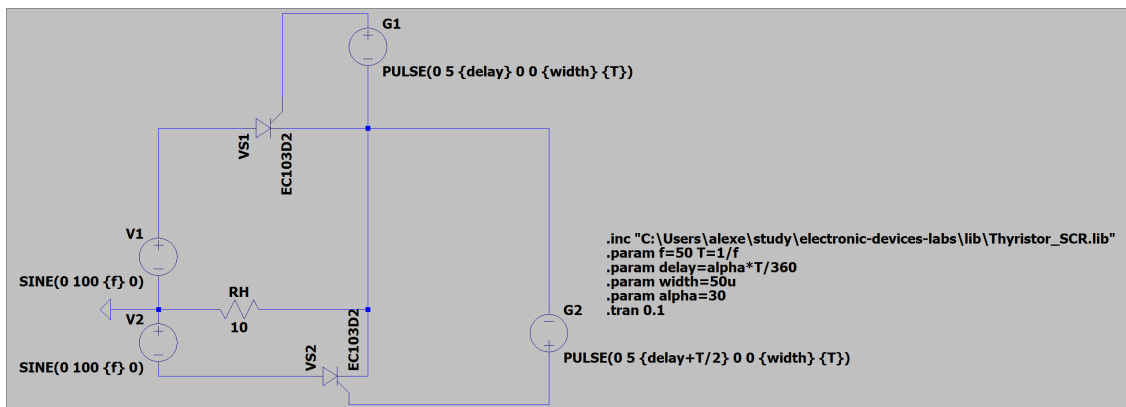 G1
PULSE(0 5 {delay} 0 0 {width} {T})
VS1
EC103D2
V1
SINE(0 100 {f} 0)
.inc "C:\Users\alexe\study\electronic-devices-labs\lib\Thyristor_SCR.lib"
.param f=50 T=1/f
.param delay=alpha*T/360
.param width=50u
.param alpha=30
.tran 0.1
RH
10
V2
SINE(0 100 {f} 0)
VS2
EC103D2
G2
PULSE(0 5 {delay+T/2} 0 0 {width} {T})